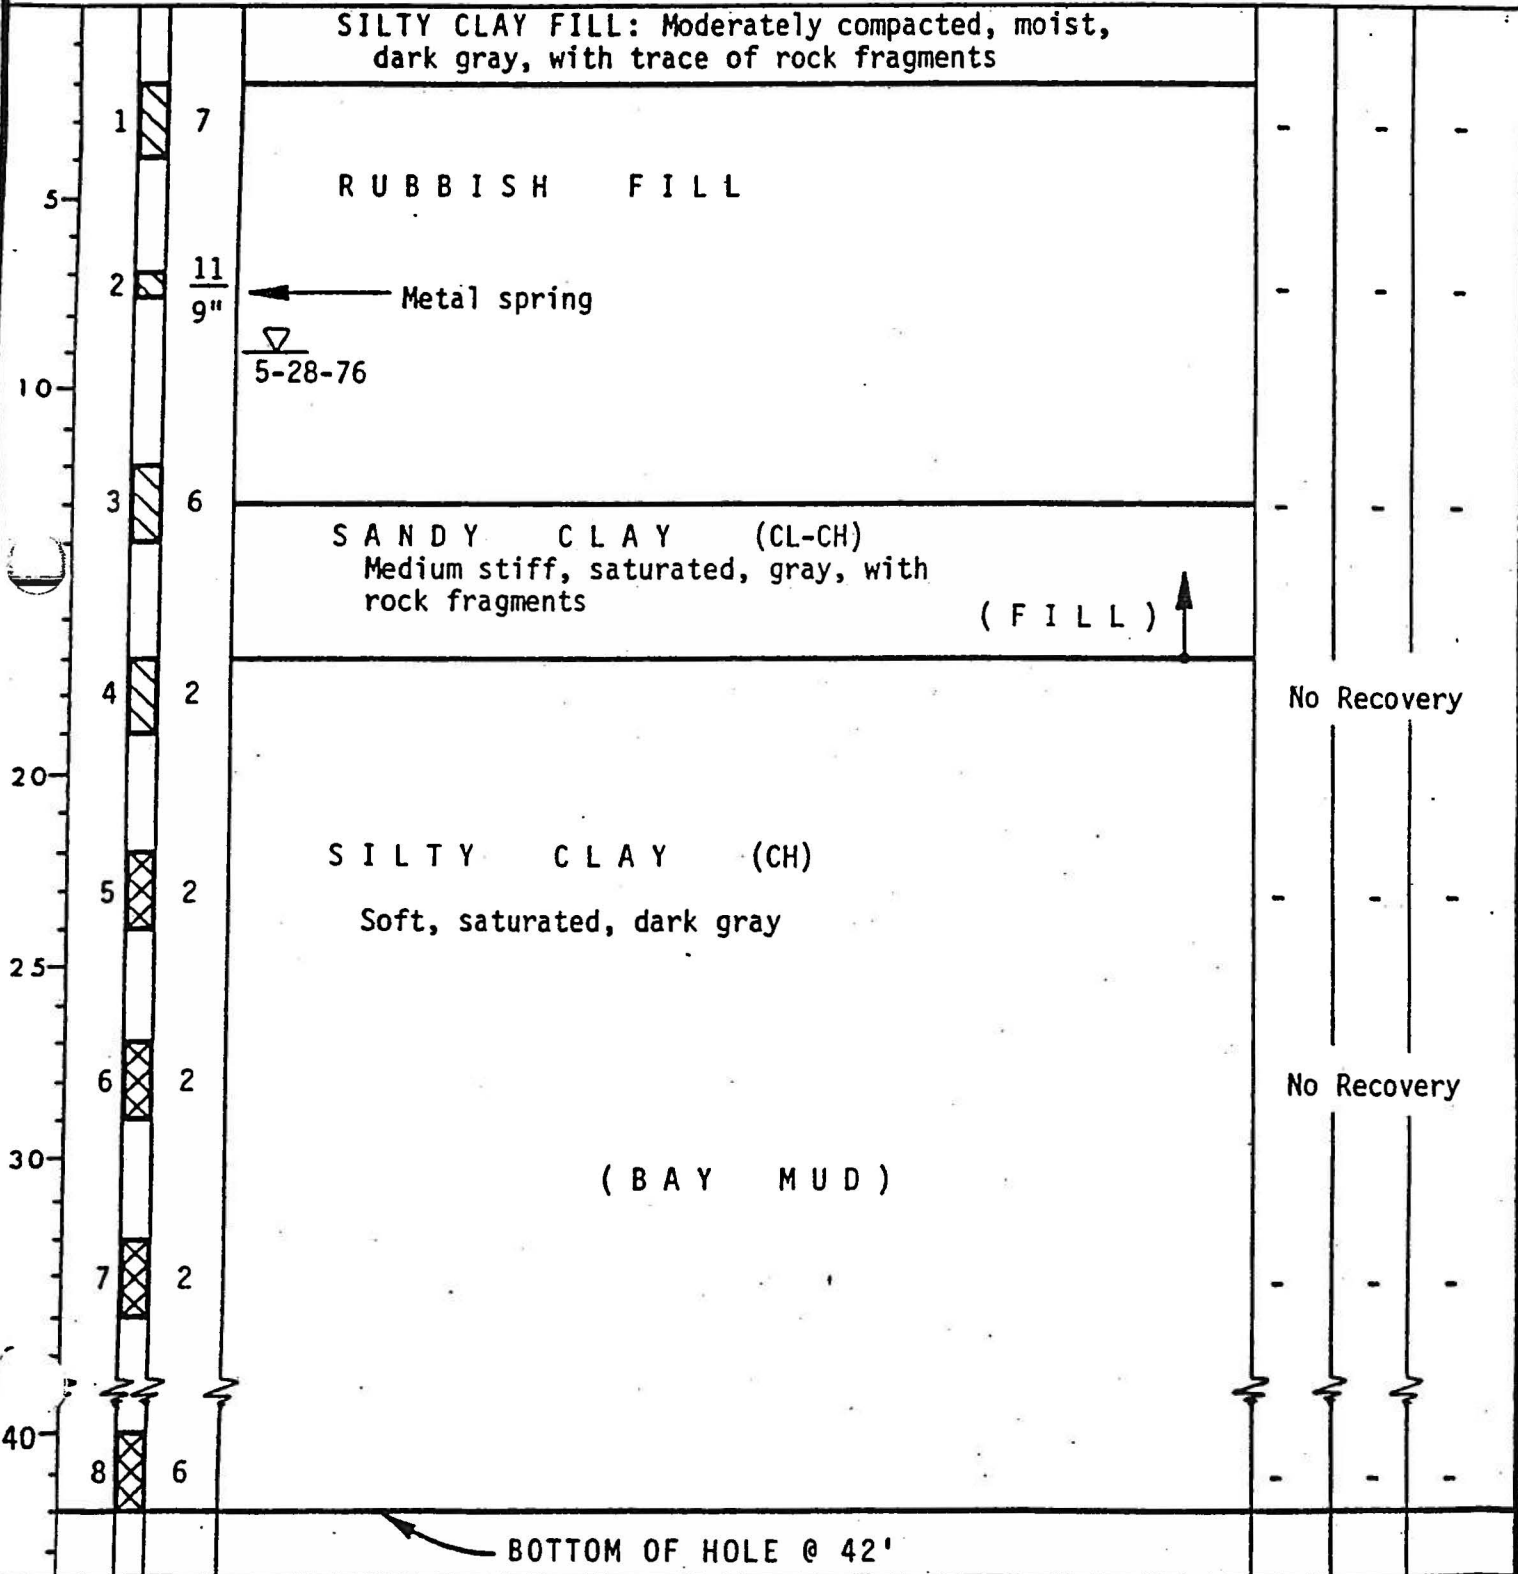 SILTY CLAY FILL: Moderately compacted, moist,
dark gray, with trace of rock fragments
1 7 - - -
RUBBISH FILL
5
2 11/9" Metal spring - - -
5-28-76
10
3 6 - - -
SANDY CLAY (CL-CH)
Medium stiff, saturated, gray, with
rock fragments
(FILL)
4 2 No Recovery
20
SILTY CLAY (CH)
5 2 - - -
Soft, saturated, dark gray
25
6 2 No Recovery
30
(BAY MUD)
7 2 - - -
40
8 6 - - -
BOTTOM OF HOLE @ 42'